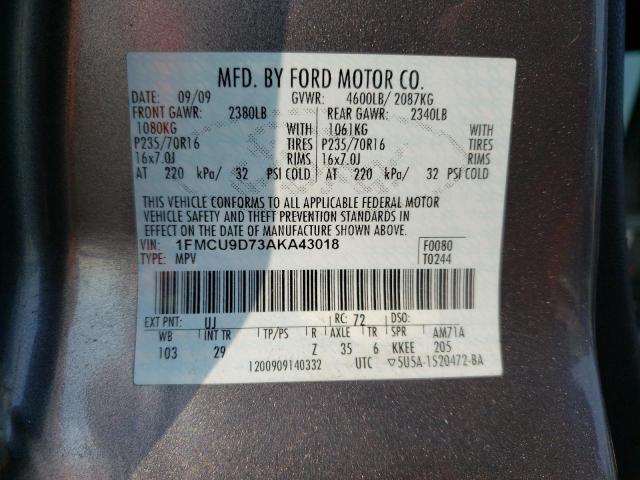 MFD. BY FORD MOTOR CO.
DATE: 09/09 GVWR: 4600LB/ 2087KG
FRONT GAWR: 2380LB REAR GAWR: 2340LB
1080KG WITH 1061KG WITH
P235/70R16 TIRES P235/70R16 TIRES
16x7.0J RIMS 16x7.0J RIMS
AT 220 kPa/ 32 PSI COLD AT 220 kPa/ 32 PSI COLD
THIS VEHICLE CONFORMS TO ALL APPLICABLE FEDERAL MOTOR
VEHICLE SAFETY AND THEFT PREVENTION STANDARDS IN
EFFECT ON THE DATE OF MANUFACTURE SHOWN ABOVE.
VIN: 1FMCU9D73AKA43018 F0080
TYPE: MPV T0244
EXT PNT: UJ RC: 72 DSO:
WB INT TR TP/PS R AXLE TR SPR AM71A
103 29 Z 35 6 KKEE 205
1200909140332 UTC ▽5U5A-1520472-BA